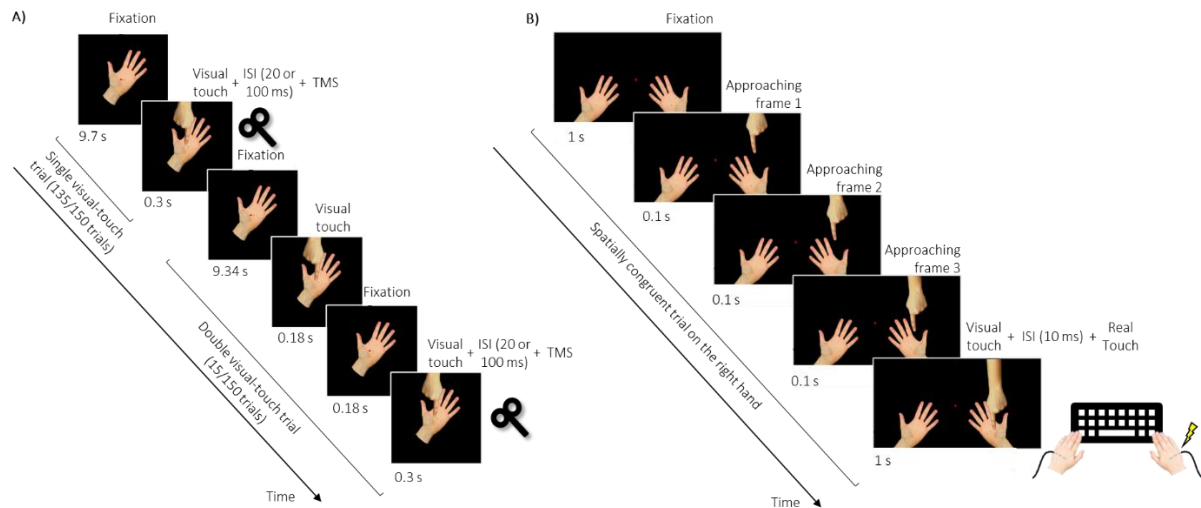 A)
Fixation
Visual
touch
+ ISI (20 or
100 ms)
+ TMS
9.7 s
0.3 s
Fixation
Single visual-touch
trial (135/150 trials)
9.34 s
Visual
touch
0.18 s
Fixation
Double visual-touch trial
(15/150 trials)
0.18 s
Visual
touch
+ ISI (20 or
100 ms)
+ TMS
0.3 s
Time
B)
Fixation
1 s
Approaching
frame 1
0.1 s
Approaching
frame 2
0.1 s
Approaching
frame 3
0.1 s
Spatially congruent trial on the right hand
Visual
touch
+ ISI (10 ms) +
Real
Touch
1 s
Time